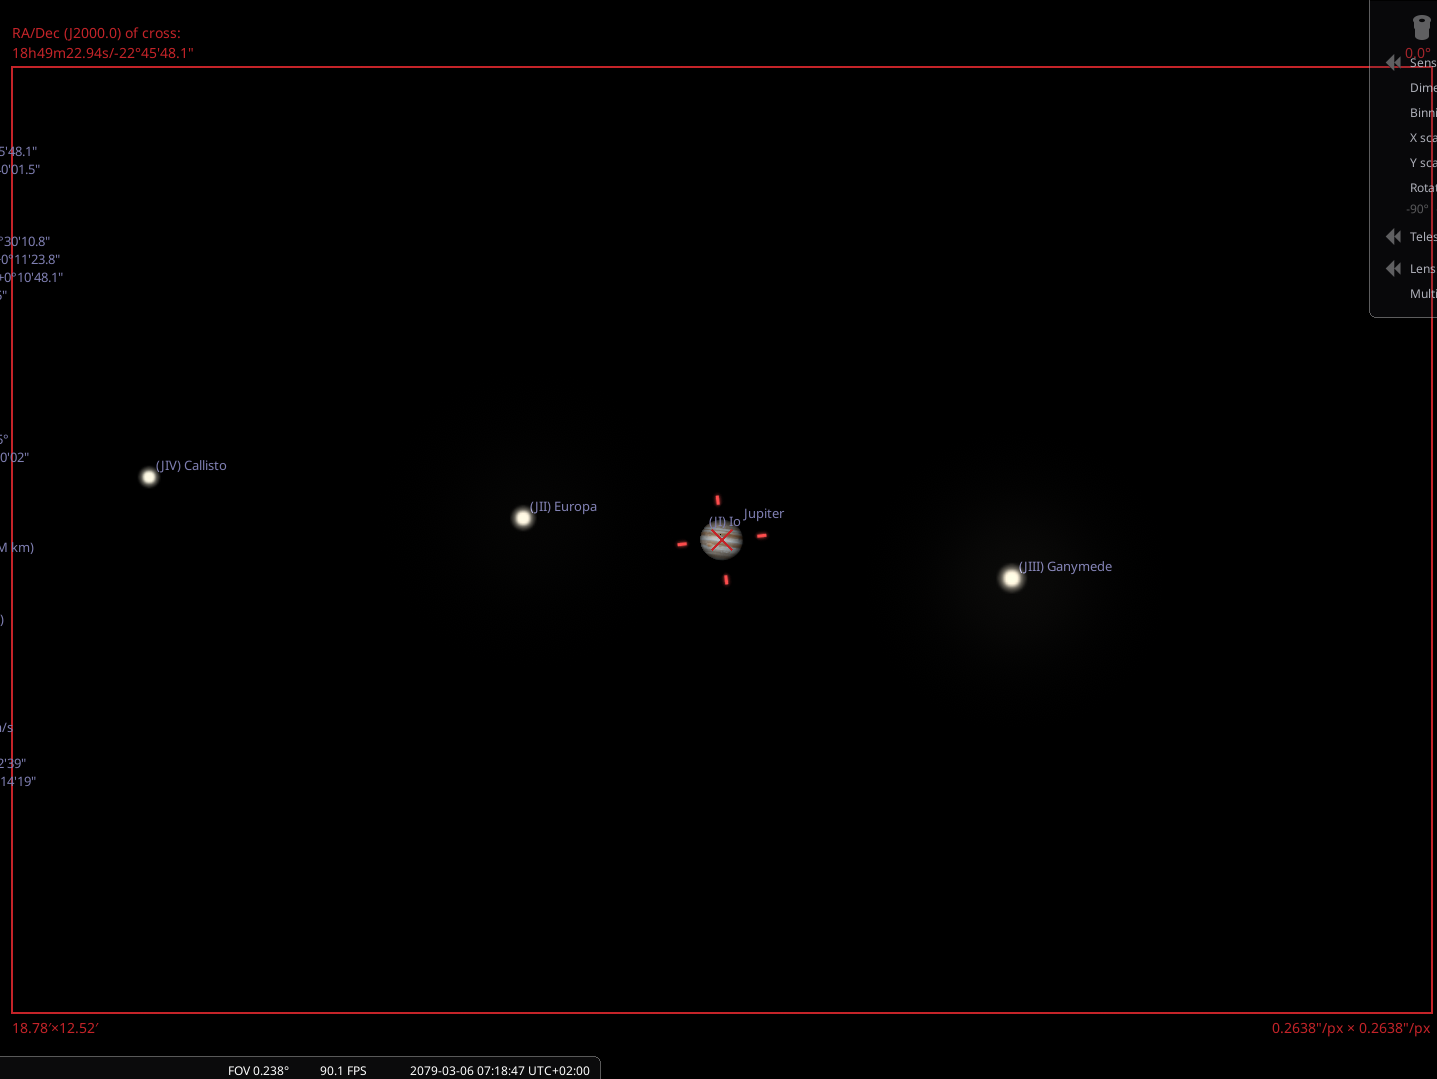 RA/Dec (J2000.0) of cross:
18h49m22.94s/-22°45'48.1"
0.0°
Sens
Dime
Binni
X sca
Y sca
Rotat
-90°
Teles
Lens
Multi
5'48.1"
0'01.5"
°30'10.8"
0°11'23.8"
+0°10'48.1"
0'02"
(JIV) Callisto
(JII) Europa
(JI) Io
Jupiter
M km)
(JIII) Ganymede
)
/s
2'39"
14'19"
18.78'×12.52'
0.2638"/px × 0.2638"/px
FOV 0.238°
90.1 FPS
2079-03-06 07:18:47 UTC+02:00